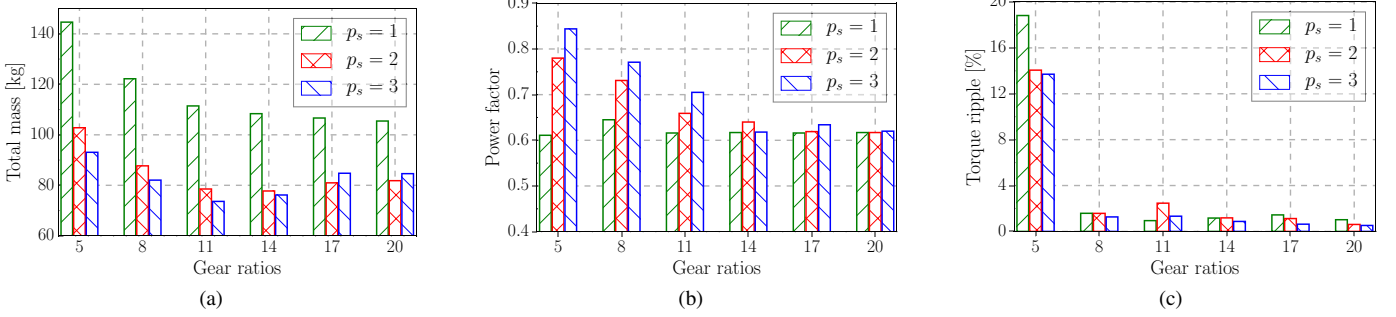 Total mass [kg]
140
120
100
80
60
5 8 11 14 17 20
Gear ratios
p_s = 1
p_s = 2
p_s = 3
(a)
Power factor
0.9
0.8
0.7
0.6
0.5
0.4
5 8 11 14 17 20
Gear ratios
p_s = 1
p_s = 2
p_s = 3
(b)
Torque ripple [%]
20
16
12
8
4
0
5 8 11 14 17 20
Gear ratios
p_s = 1
p_s = 2
p_s = 3
(c)